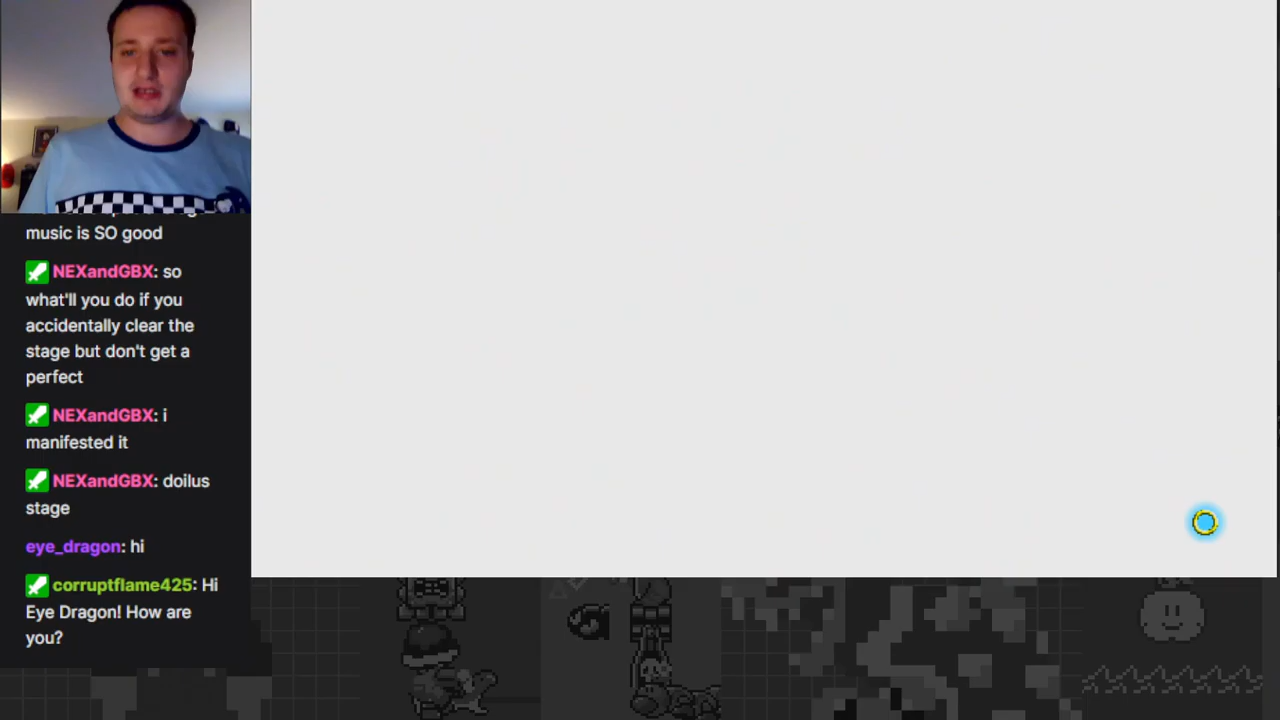 music is SO good
NEXandGBX: so
what'll you do if you
accidentally clear the
stage but don't get a
perfect
NEXandGBX: i
manifested it
NEXandGBX: doilus
stage
eye_dragon: hi
corruptflame425: Hi
Eye Dragon! How are
you?